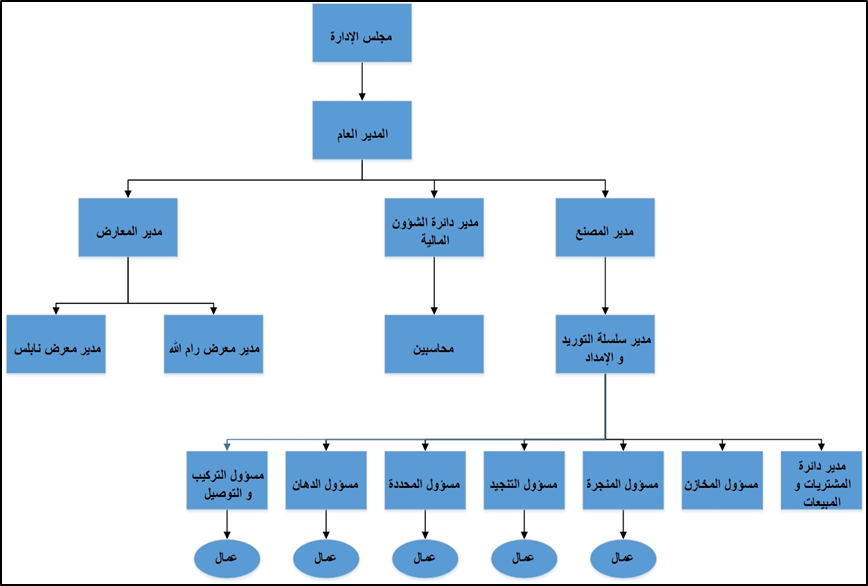 مجلس الإدارة
المدير العام
مدير المصنع
مدير دائرة الشؤون
المالية
مدير المعارض
مدير سلسلة التوريد
و الإمداد
محاسبين
مدير معرض رام الله
مدير معرض نابلس
مدير دائرة
المشتريات و
المبيعات
مسؤول المخازن
مسؤول المنجرة
مسؤول التنجيد
مسؤول المحددة
مسؤول الدهان
مسؤول التركيب
و التوصيل
عمال
عمال
عمال
عمال
عمال